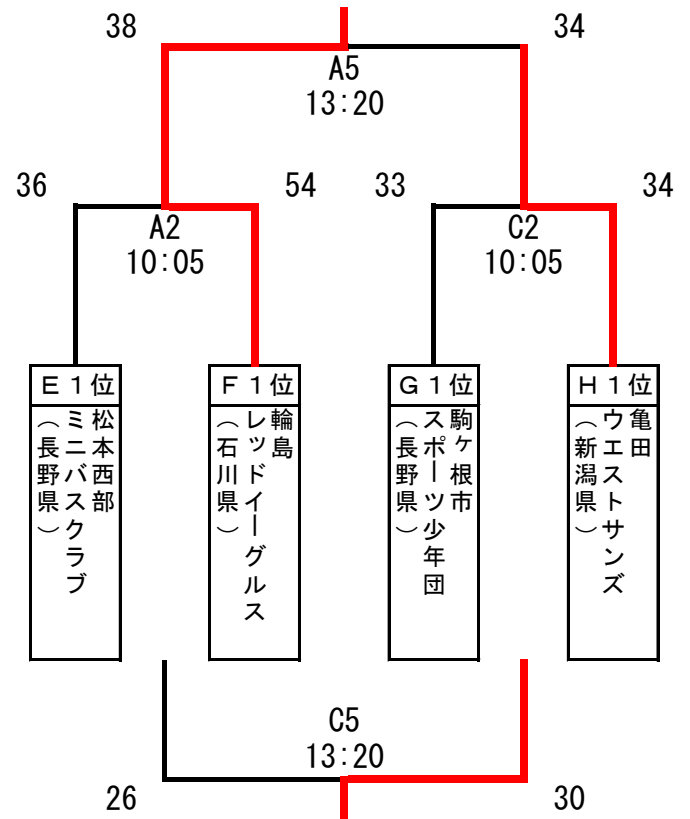 38
34
A5
13:20
36
54
33
34
A2
10:05
C2
10:05
E1位
F1位
G1位
H1位
松本西部
ミニバスクラブ
（長野県）
輪島
レッドイーグルス
（石川県）
駒ヶ根市
スポーツ少年団
（長野県）
亀田
ウエストサンズ
（新潟県）
C5
13:20
26
30